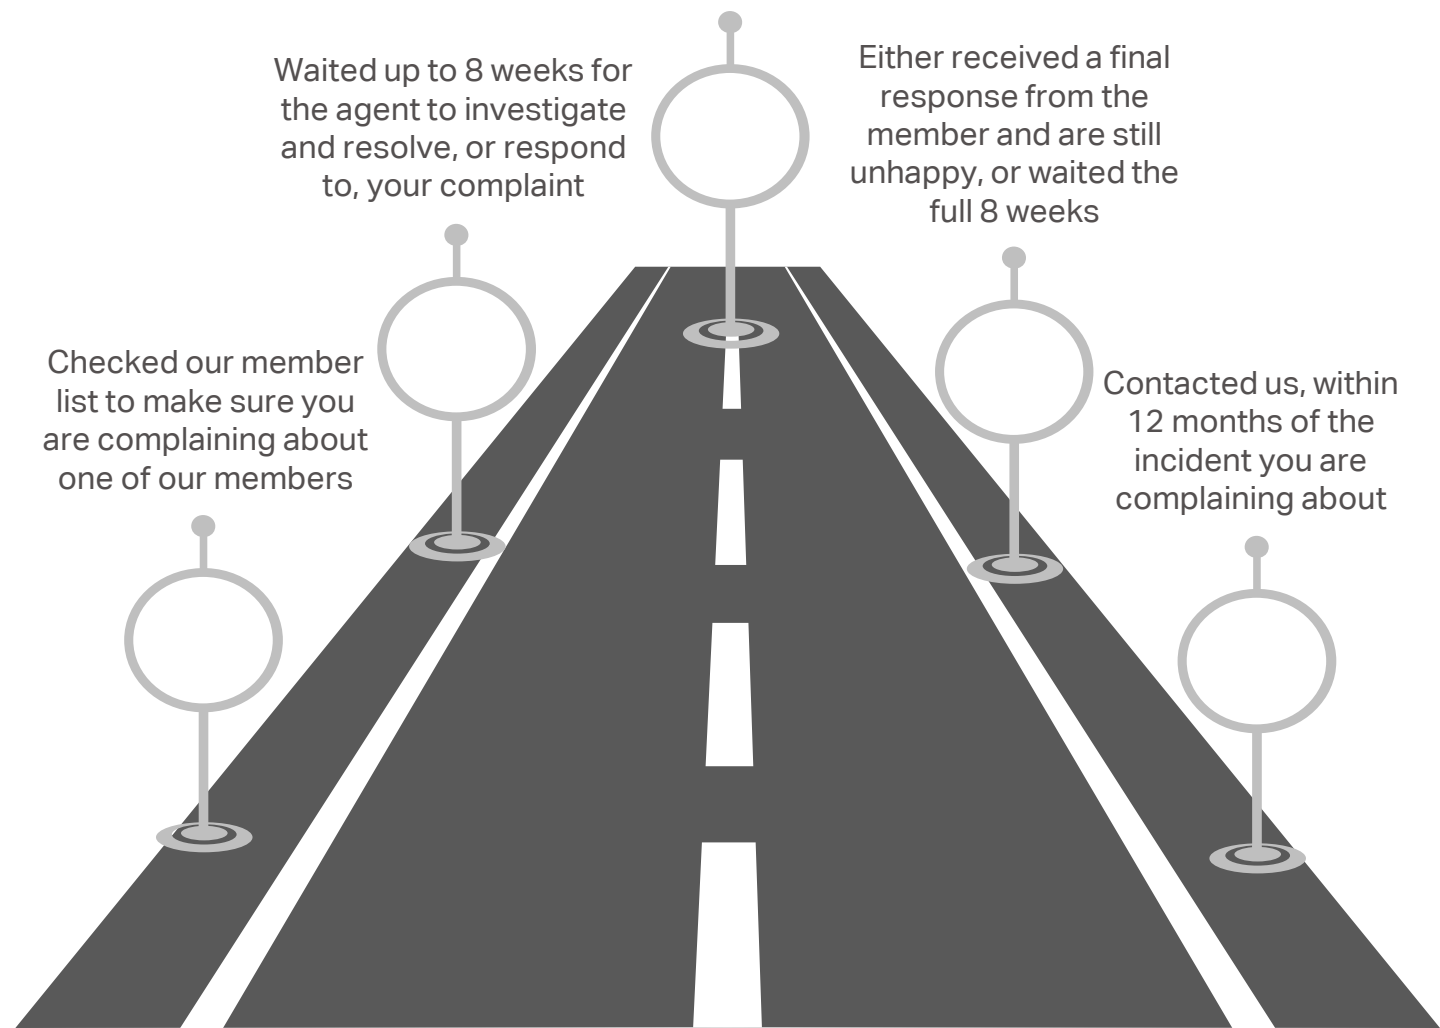 Checked our member
list to make sure you
are complaining about
one of our members
Waited up to 8 weeks for
the agent to investigate
and resolve, or respond
to, your complaint
Either received a final
response from the
member and are still
unhappy, or waited the
full 8 weeks
Contacted us, within
12 months of the
incident you are
complaining about